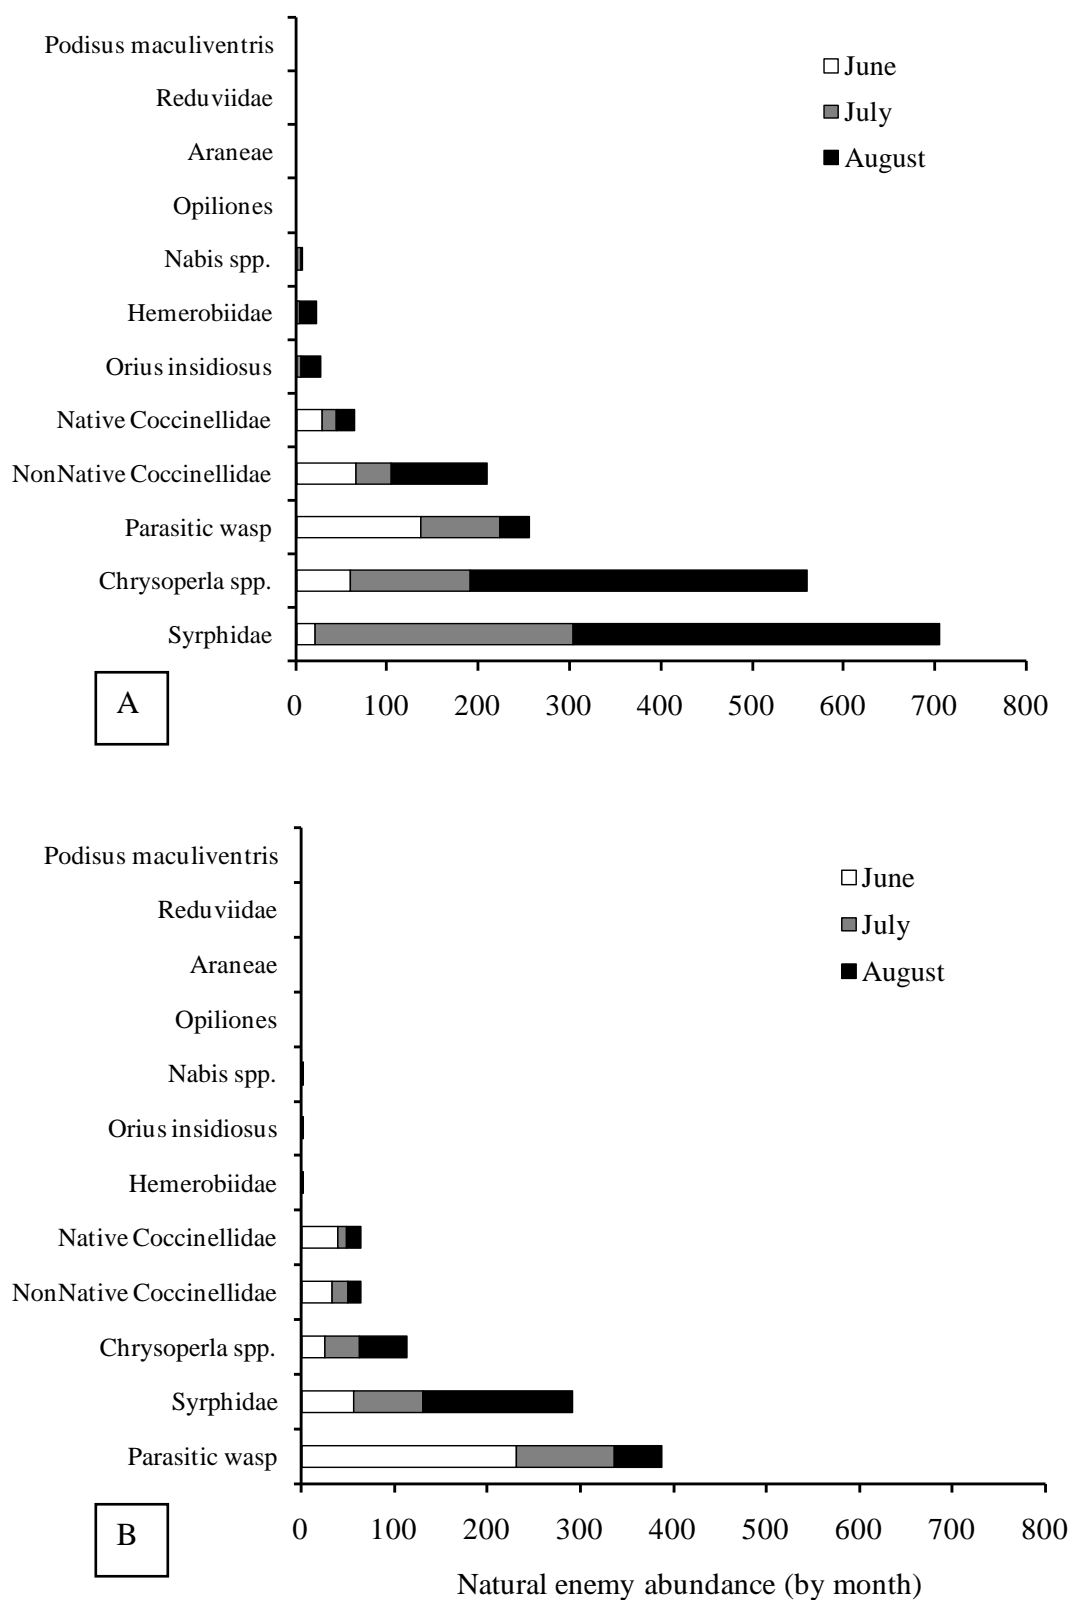 Podisus maculiventris
Reduviidae
Araneae
Opiliones
Nabis spp.
Hemerobiidae
Orius insidiosus
Native Coccinellidae
NonNative Coccinellidae
Parasitic wasp
Chrysoperla spp.
Syrphidae
June
July
August
0 100 200 300 400 500 600 700 800
A
Podisus maculiventris
Reduviidae
Araneae
Opiliones
Nabis spp.
Orius insidiosus
Hemerobiidae
Native Coccinellidae
NonNative Coccinellidae
Chrysoperla spp.
Syrphidae
Parasitic wasp
June
July
August
0 100 200 300 400 500 600 700 800
B
Natural enemy abundance (by month)